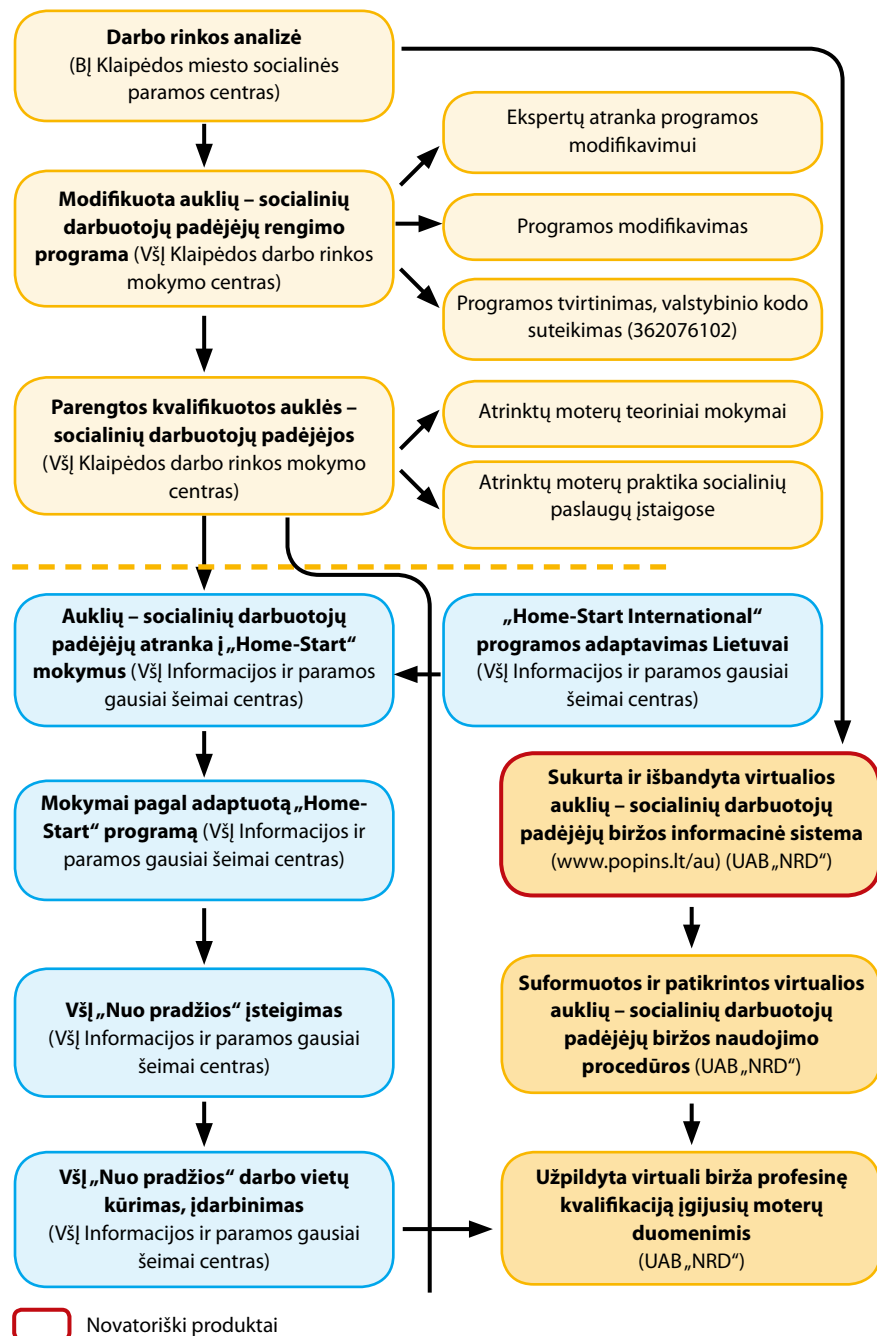 Darbo rinkos analizė
(BĮ Klaipėdos miesto socialinės
paramos centras)
Ekspertų atranka programos
modifikavimui
Modifikuota auklių – socialinių
darbuotojų padėjėjų rengimo
programa (VšĮ Klaipėdos darbo rinkos
mokymo centras)
Programos modifikavimas
Programos tvirtinimas, valstybinio kodo
suteikimas (362076102)
Parengtos kvalifikuotos auklės –
socialinių darbuotojų padėjėjos
(VšĮ Klaipėdos darbo rinkos mokymo
centras)
Atrinktų moterų teoriniai mokymai
Atrinktų moterų praktika socialinių
paslaugų įstaigose
Auklių – socialinių darbuotojų
padėjėjų atranka į „Home-Start“
mokymus (VšĮ Informacijos ir paramos
gausiai šeimai centras)
„Home-Start International“
programos adaptavimas Lietuvai
(VšĮ Informacijos ir paramos gausiai
šeimai centras)
Mokymai pagal adaptuotą „Home-
Start“ programą (VšĮ Informacijos ir
paramos gausiai šeimai centras)
Sukurta ir išbandyta virtualios
auklių – socialinių darbuotojų
padėjėjų biržos informacinė sistema
(www.popins.lt/au) (UAB „NRD“)
VšĮ „Nuo pradžios“ įsteigimas
(VšĮ Informacijos ir paramos gausiai
šeimai centras)
Suformuotos ir patikrintos virtualios
auklių – socialinių darbuotojų
padėjėjų biržos naudojimo
procedūros (UAB „NRD“)
VšĮ „Nuo pradžios“ darbo vietų
kūrimas, įdarbinimas
(VšĮ Informacijos ir paramos gausiai
šeimai centras)
Užpildyta virtuali birža profesinę
kvalifikaciją įgijusių moterų
duomenimis
(UAB „NRD“)
Novatoriški produktai